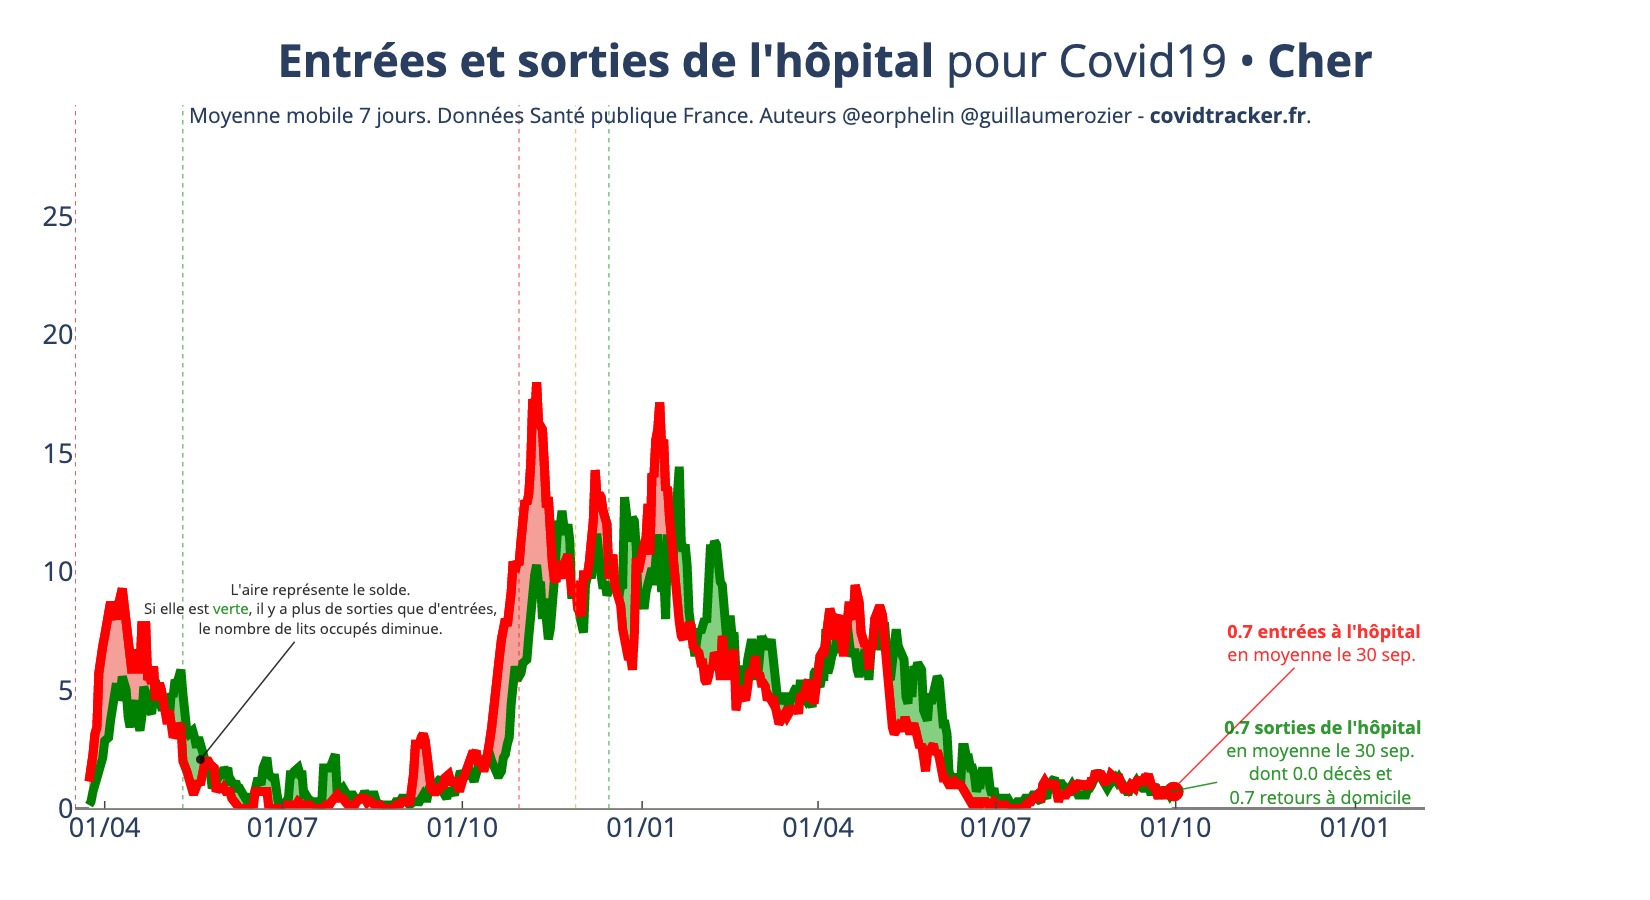 Entrées et sorties de l'hôpital pour Covid19 • Cher
Moyenne mobile 7 jours. Données Santé publique France. Auteurs @eorphelin @guillaumerozier - covidtracker.fr.
25
20
15
10
5
0
L'aire représente le solde.
Si elle est verte, il y a plus de sorties que d'entrées,
le nombre de lits occupés diminue.
0.7 entrées à l'hôpital
en moyenne le 30 sep.
0.7 sorties de l'hôpital
en moyenne le 30 sep.
dont 0.0 décès et
0.7 retours à domicile
01/04 01/07 01/10 01/01 01/04 01/07 01/10 01/01